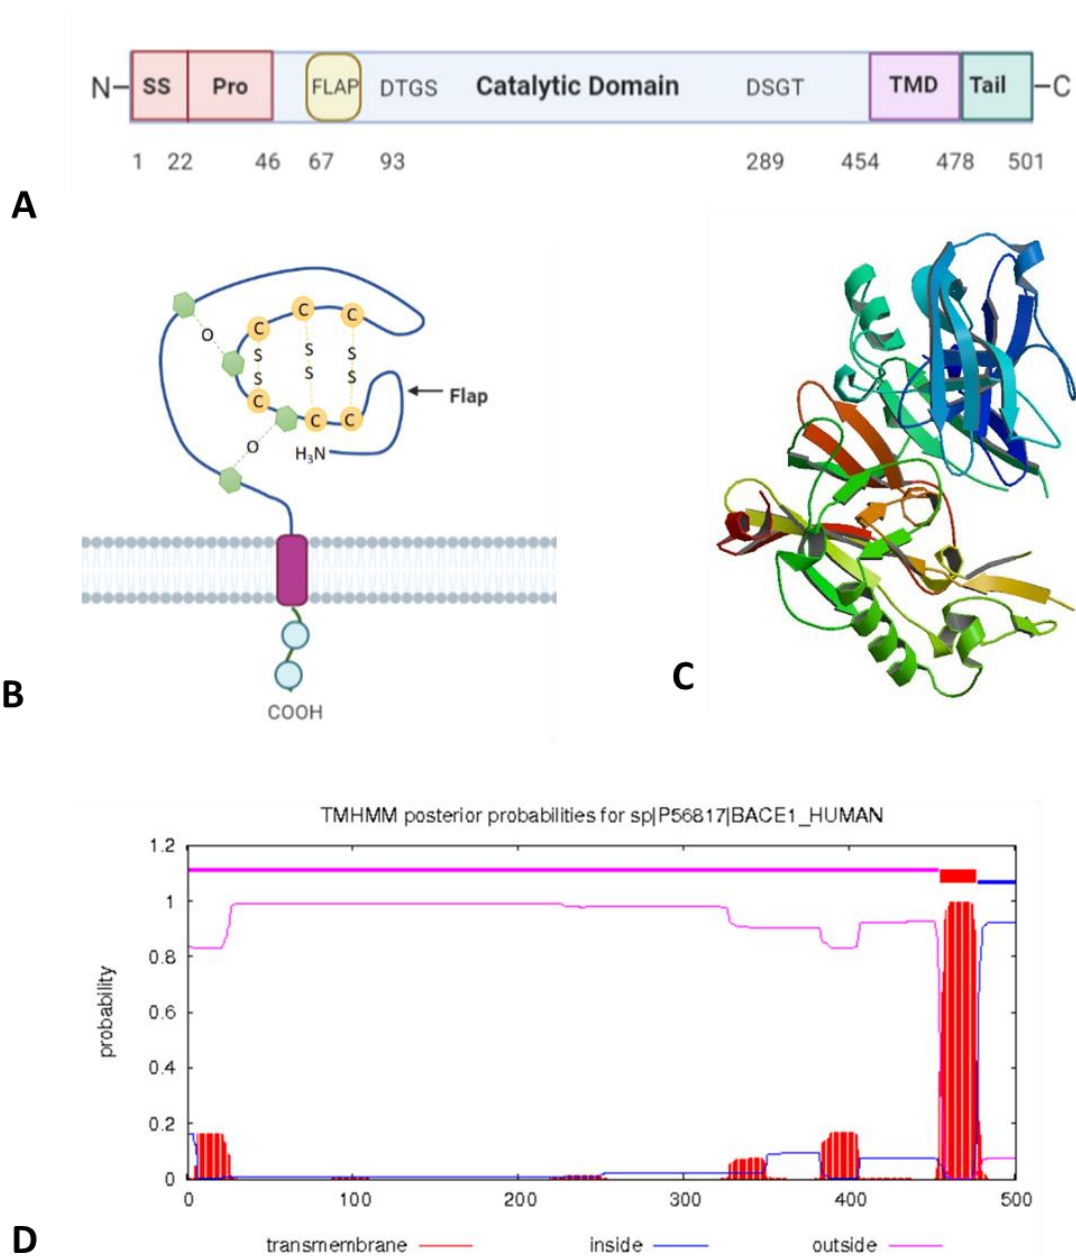 N SS Pro FLAP DTGS Catalytic Domain DSGT TMD Tail C
1 22 46 67 93 289 454 478 501
A
C C C
O
S S S
S S S
C C C
Flap
O
H₃N
COOH
B
C
TMHMM posterior probabilities for sp|P56817|BACE1_HUMAN
probability
1.2
1
0.8
0.6
0.4
0.2
0
0 100 200 300 400 500
transmembrane inside outside
D